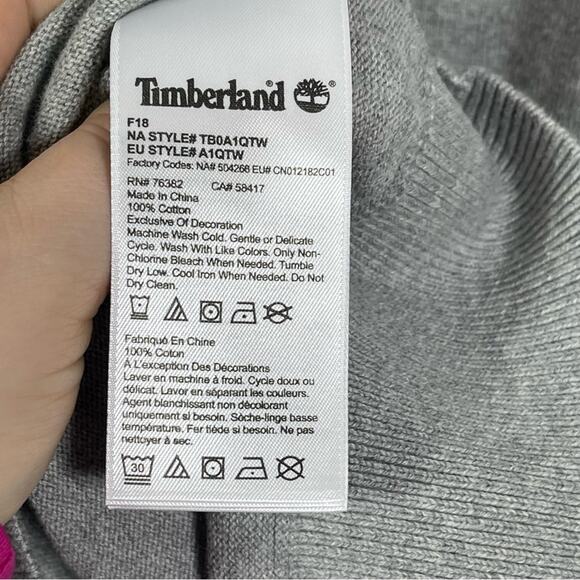 Timberland®
F18
NA STYLE# TB0A1QTW
EU STYLE# A1QTW
Factory Codes: NA# 504268 EU# CN012182C01
RN# 76382 CA# 58417
Made In China
100% Cotton
Exclusive Of Decoration
Machine Wash Cold. Gentle or Delicate
Cycle. Wash With Like Colors. Only Non-
Chlorine Bleach When Needed. Tumble
Dry Low. Cool Iron When Needed. Do Not
Dry Clean.
Fabriqué En Chine
100% Coton
À L'exception Des Décorations
Laver en machine à froid. Cycle doux ou
délicat. Laver en séparant les couleurs.
Agent blanchissant non décolorant
uniquement si besoin. Sèche-linge basse
température. Fer tiède si besoin. Ne pas
nettoyer à sec.
30